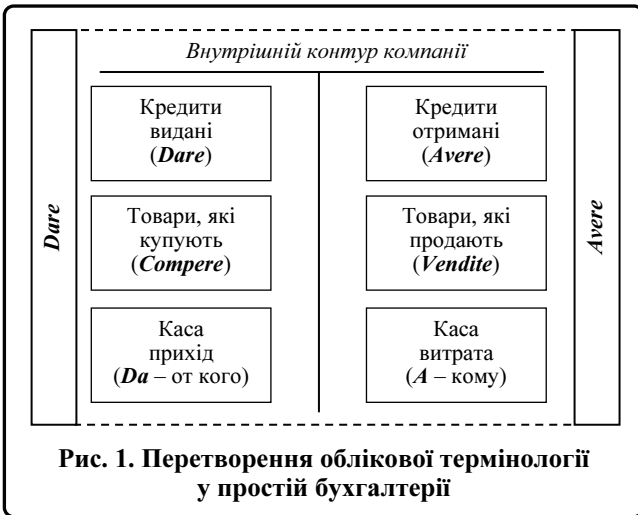 Внутрішній контур компанії
Dare
Кредити
видані
(Dare)
Товари, які
купують
(Compere)
Каса
прихід
(Da – от кого)
Кредити
отримані
(Avere)
Товари, які
продають
(Vendite)
Каса
витрата
(А – кому)
Avere
Рис. 1. Перетворення облікової термінології
у простій бухгалтерії